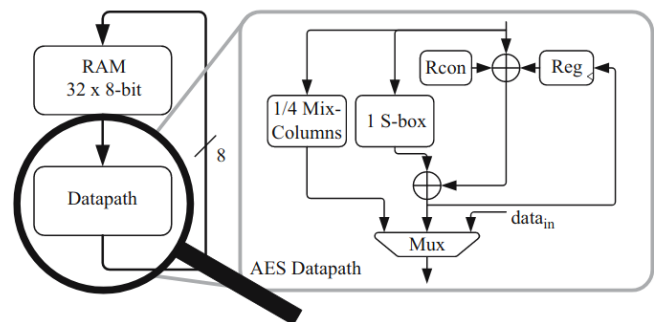 RAM
32 x 8-bit
Datapath
8
Rcon
Reg
1/4 Mix-
Columns
1 S-box
data_in
Mux
AES Datapath